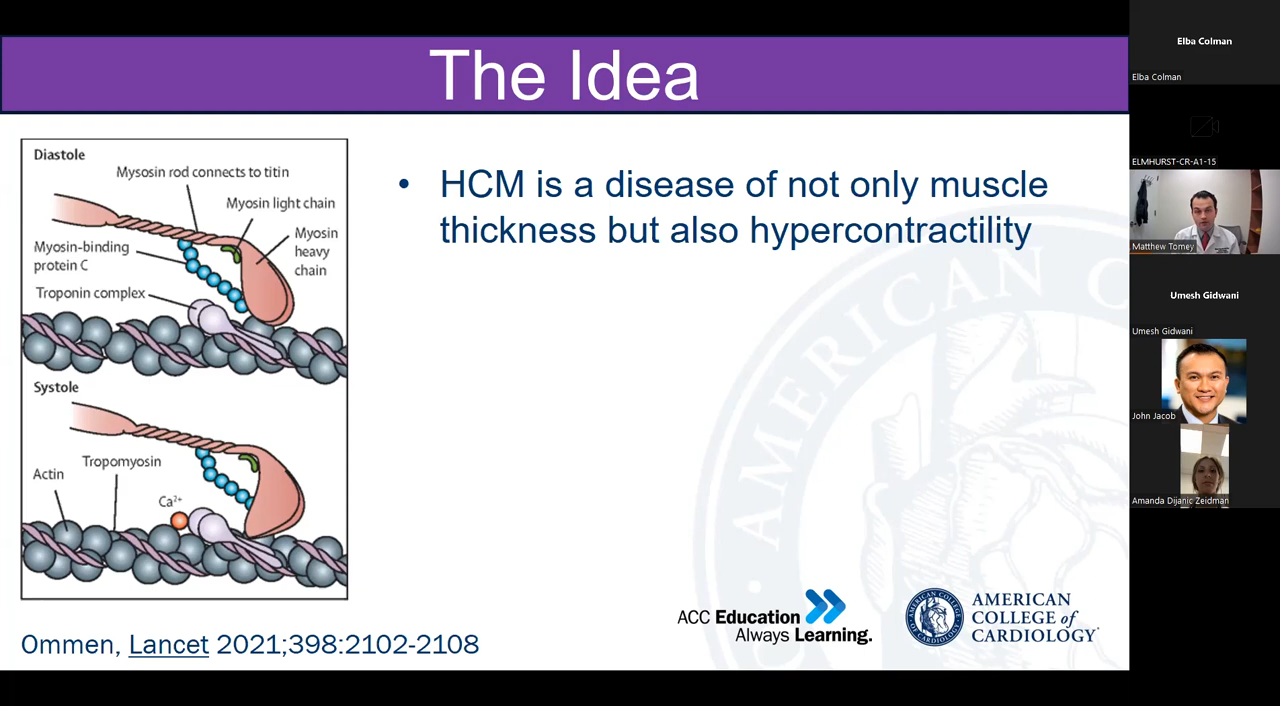 The Idea
Diastole
Mysosin rod connects to titin
Myosin light chain
Myosin
heavy
chain
Myosin-binding
protein C
Troponin complex
Systole
Tropomyosin
Actin
Ca²⁺
• HCM is a disease of not only muscle
thickness but also hypercontractility
AMERICAN C
ACC Education
Always Learning.
AMERICAN
COLLEGE of
CARDIOLOGY
Ommen, Lancet 2021;398:2102-2108
Elba Colman
Elba Colman
ELMHURST-CR-A1-15
Matthew Tomey
Umesh Gidwani
Umesh Gidwani
John Jacob
Amanda Dijanic Zeidman